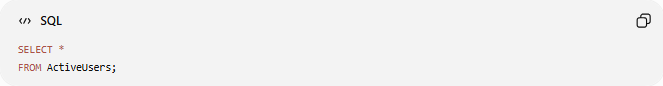 </> SQL
SELECT *
FROM ActiveUsers;